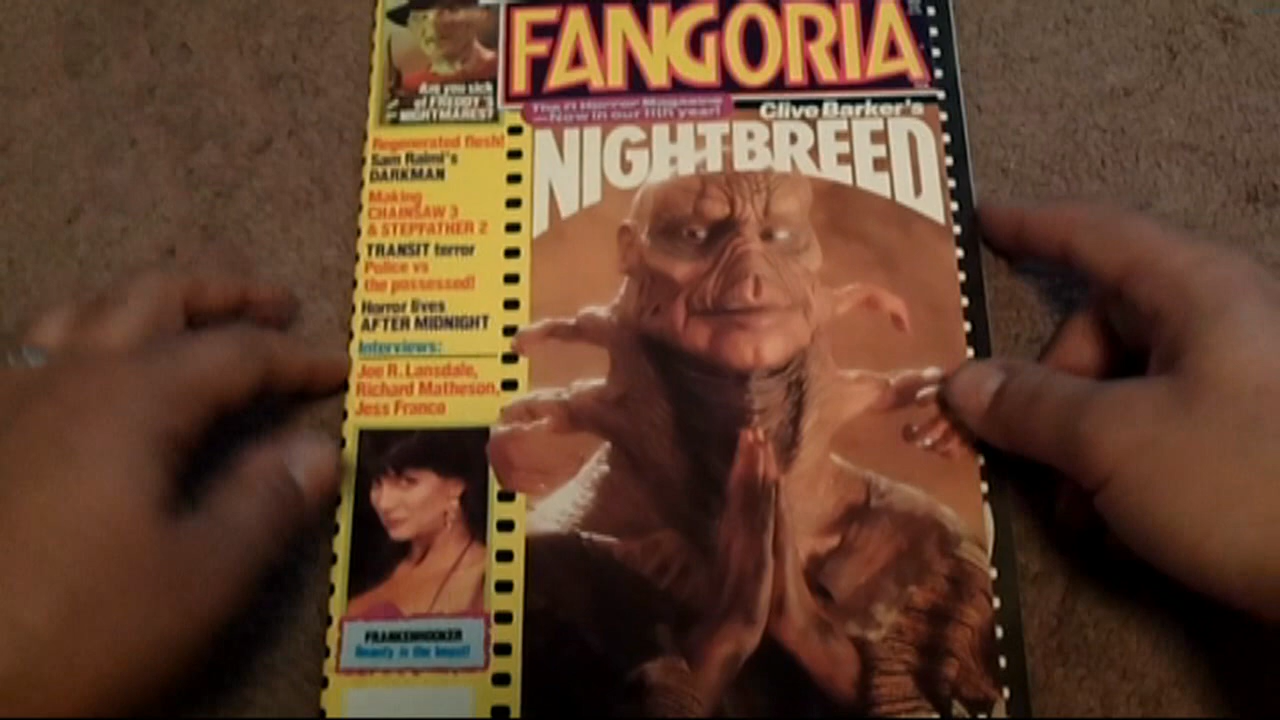 FANGORIA
Are you sick
of FREDDY'S
NIGHTMARES?
The #1 Horror Magazine
—Now in our 11th year!
Clive Barker's
NIGHTBREED
Regenerated flesh!
Sam Raimi's
DARKMAN
Making
CHAINSAW 3
& STEPFATHER 2
TRANSIT terror
Police vs
the possessed!
Horror lives
AFTER MIDNIGHT
Interviews:
Joe R. Lansdale,
Richard Matheson,
Jess Franco
FRANKENHOOKER
Beauty is the beast!